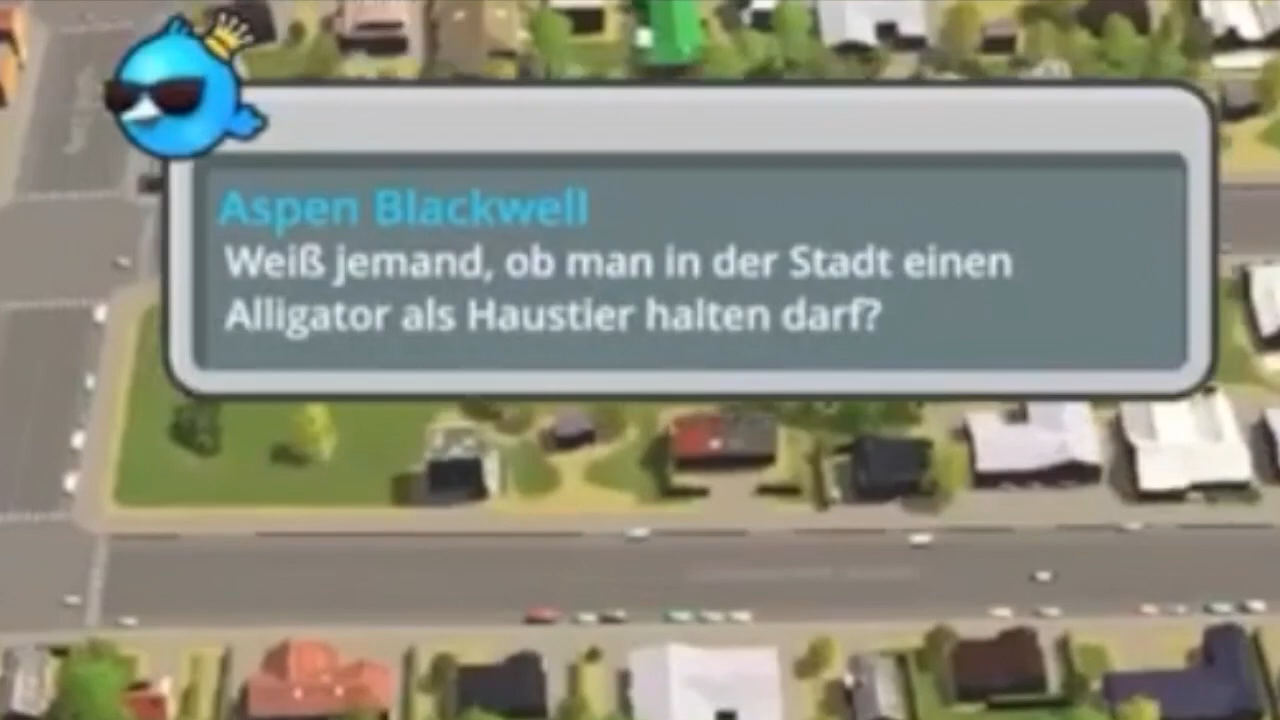 Aspen Blackwell
Weiß jemand, ob man in der Stadt einen
Alligator als Haustier halten darf?